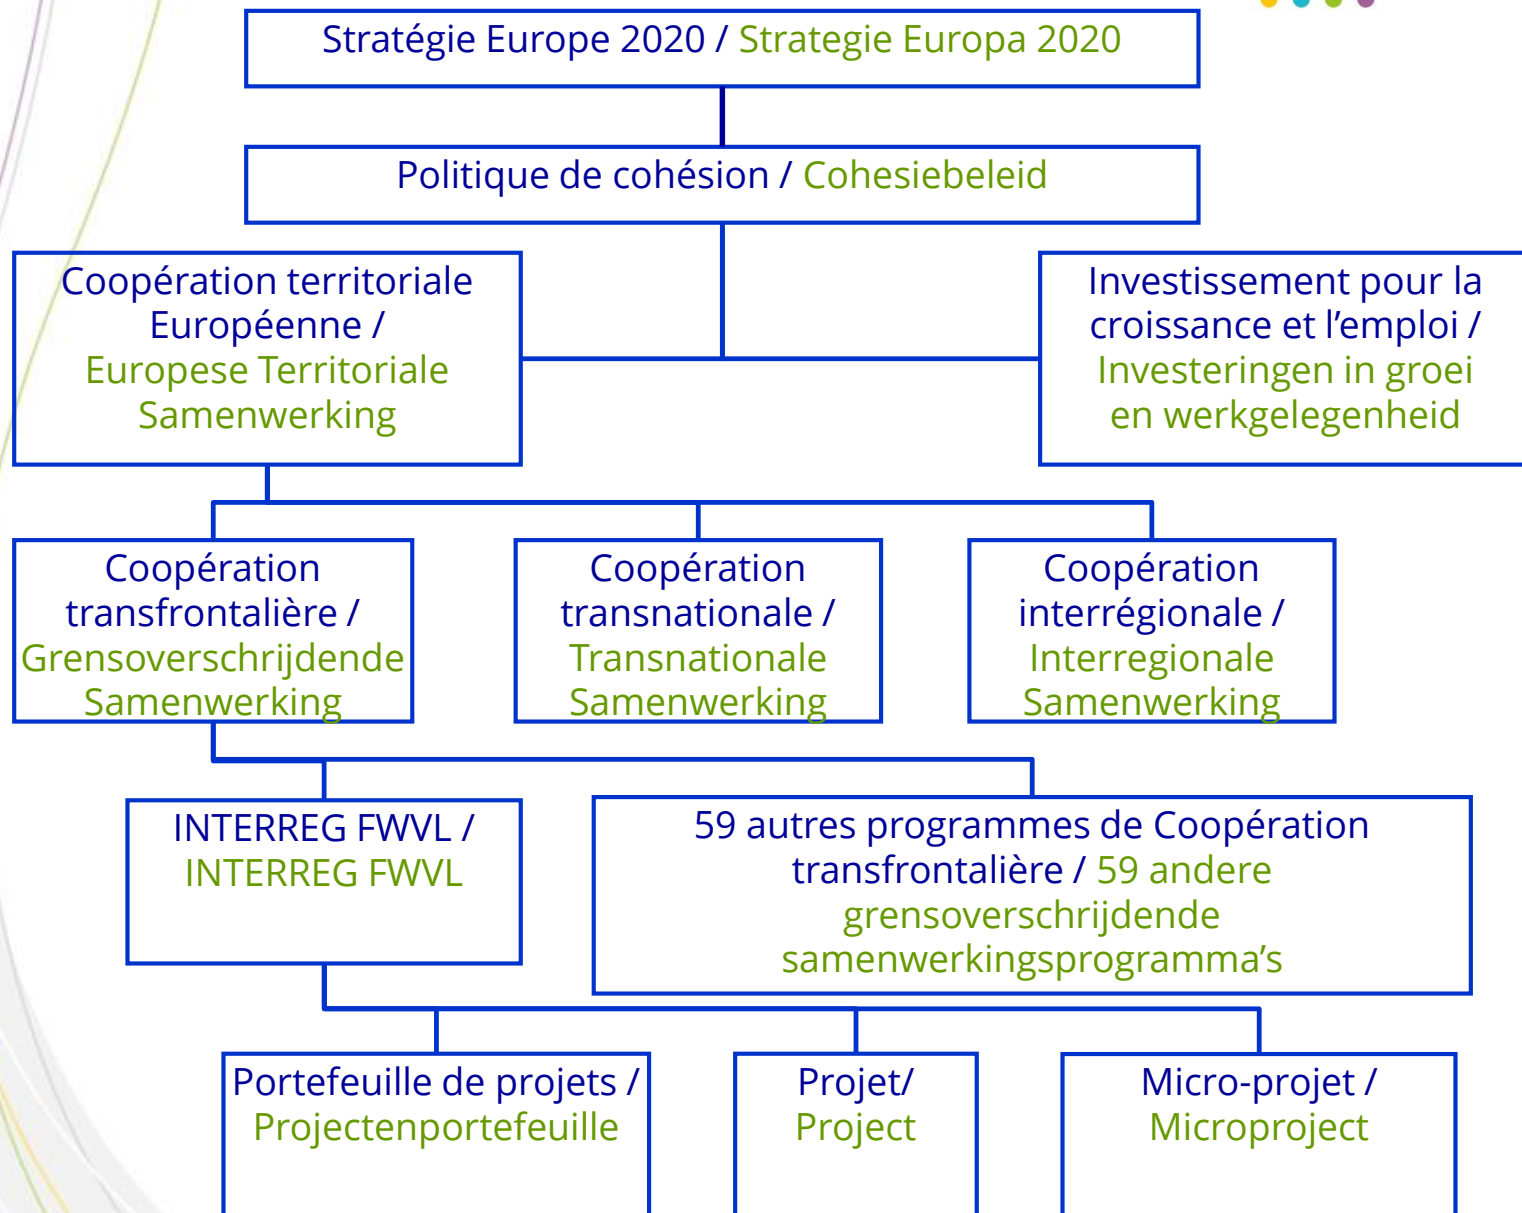 Stratégie Europe 2020 / Strategie Europa 2020
Politique de cohésion / Cohesiebeleid
Coopération territoriale
Européenne /
Europese Territoriale
Samenwerking
Investissement pour la
croissance et l’emploi /
Investeringen in groei
en werkgelegenheid
Coopération
transfrontalière /
Grensoverschrijdende
Samenwerking
Coopération
transnationale /
Transnationale
Samenwerking
Coopération
interrégionale /
Interregionale
Samenwerking
INTERREG FWVL /
INTERREG FWVL
59 autres programmes de Coopération
transfrontalière / 59 andere
grensoverschrijdende
samenwerkingsprogramma’s
Portefeuille de projets /
Projectenportefeuille
Projet/
Project
Micro-projet /
Microproject